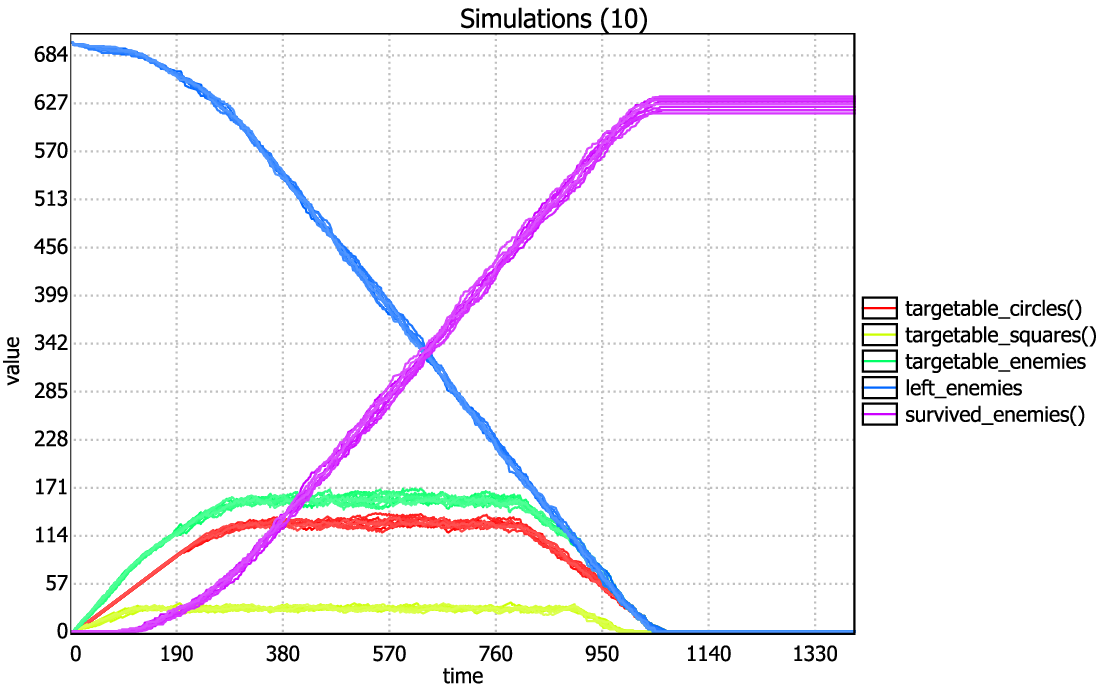 Simulations (10)
684
627
570
513
456
399
342
285
228
171
114
57
0
value
0 190 380 570 760 950 1140 1330
time
targetable_circles()
targetable_squares()
targetable_enemies
left_enemies
survived_enemies()